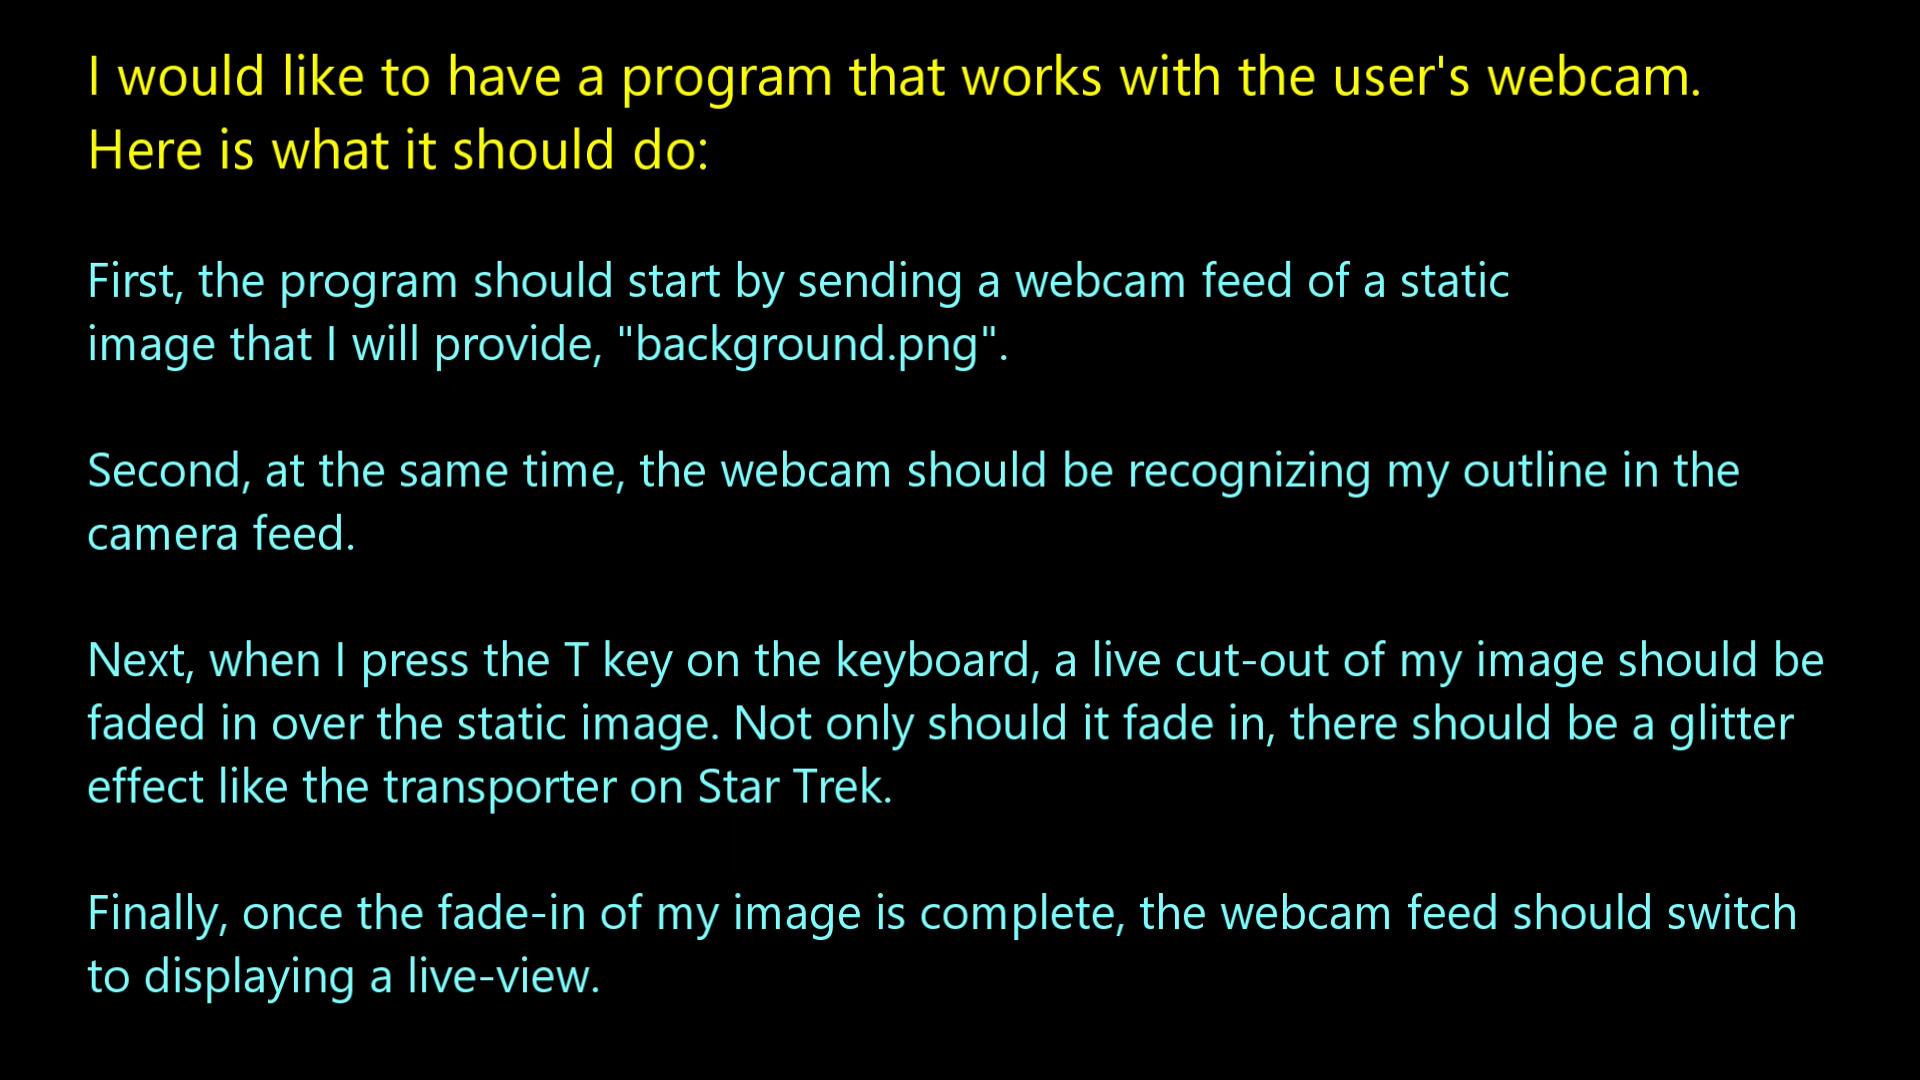 I would like to have a program that works with the user's webcam.
Here is what it should do:
First, the program should start by sending a webcam feed of a static
image that I will provide, "background.png".
Second, at the same time, the webcam should be recognizing my outline in the
camera feed.
Next, when I press the T key on the keyboard, a live cut-out of my image should be
faded in over the static image. Not only should it fade in, there should be a glitter
effect like the transporter on Star Trek.
Finally, once the fade-in of my image is complete, the webcam feed should switch
to displaying a live-view.